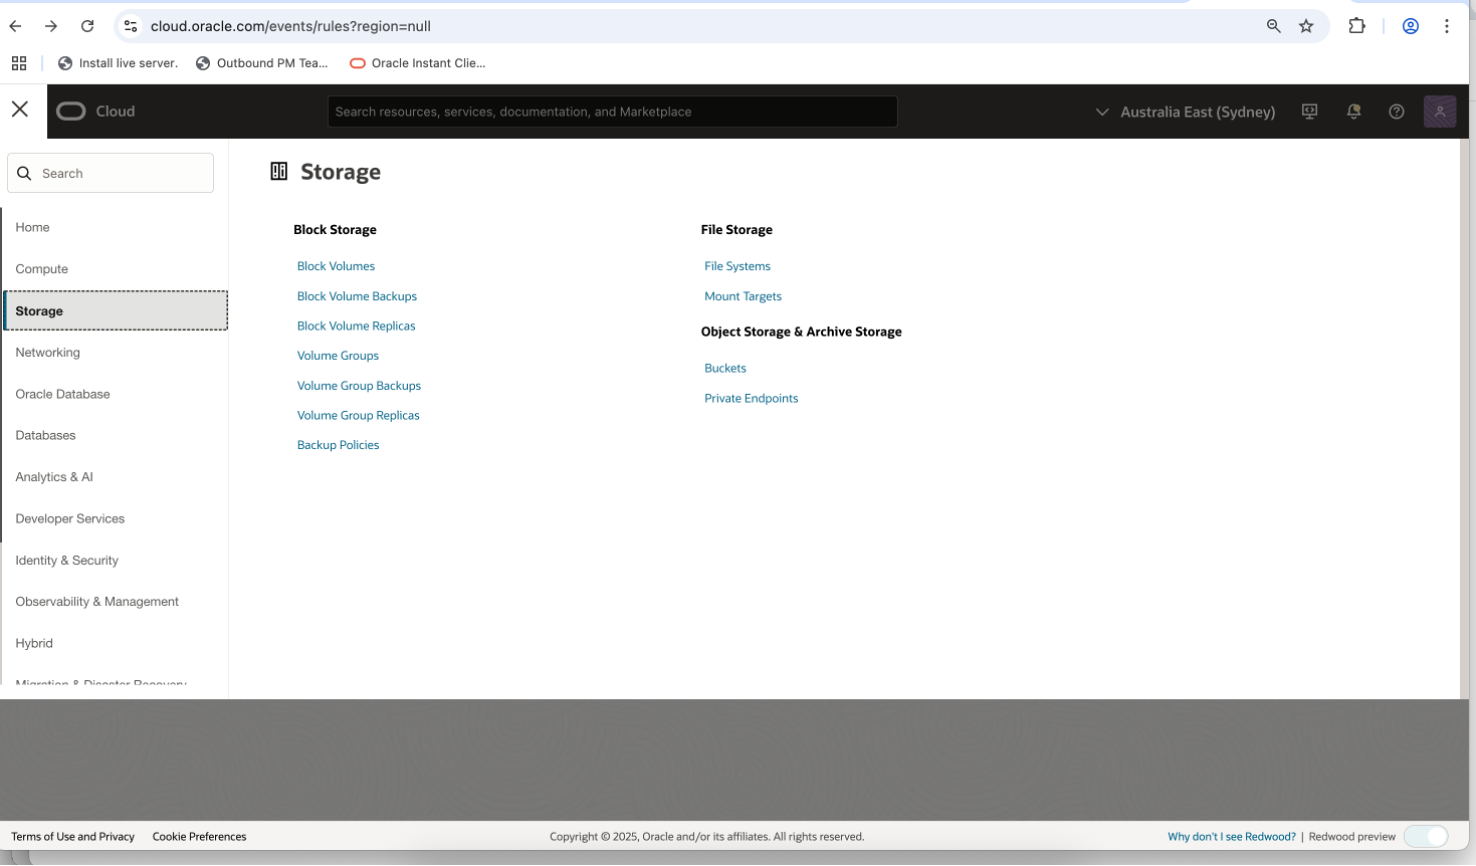 cloud.oracle.com/events/rules?region=null
Install live server.
Outbound PM Tea...
Oracle Instant Clie...
Cloud
Search resources, services, documentation, and Marketplace
Australia East (Sydney)
Search
Home
Compute
Storage
Networking
Oracle Database
Databases
Analytics & AI
Developer Services
Identity & Security
Observability & Management
Hybrid
Migration & Disaster Recovery
Storage
Block Storage
Block Volumes
Block Volume Backups
Block Volume Replicas
Volume Groups
Volume Group Backups
Volume Group Replicas
Backup Policies
File Storage
File Systems
Mount Targets
Object Storage & Archive Storage
Buckets
Private Endpoints
Terms of Use and Privacy
Cookie Preferences
Copyright © 2025, Oracle and/or its affiliates. All rights reserved.
Why don't I see Redwood? | Redwood preview